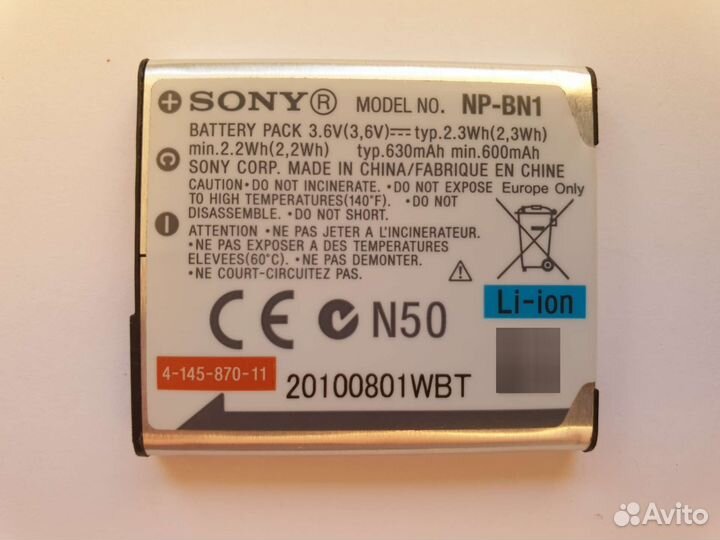 SONY® MODEL NO. NP-BN1
BATTERY PACK 3.6V(3,6V)⎓ typ.2.3Wh(2,3Wh)
min.2.2Wh(2,2Wh) typ.630mAh min.600mAh
SONY CORP. MADE IN CHINA/FABRIQUE EN CHINE
CAUTION •DO NOT INCINERATE. •DO NOT EXPOSE
TO HIGH TEMPERATURES(140°F). •DO NOT
DISASSEMBLE. •DO NOT SHORT.
ATTENTION •NE PAS JETER A L'INCINERATEUR.
•NE PAS EXPOSER A DES TEMPERATURES
ELEVEES(60°C). •NE PAS DEMONTER.
•NE COURT-CIRCUITEZ PAS.
Europe Only
Li-ion
CE N50
4-145-870-11
20100801WBT
Avito